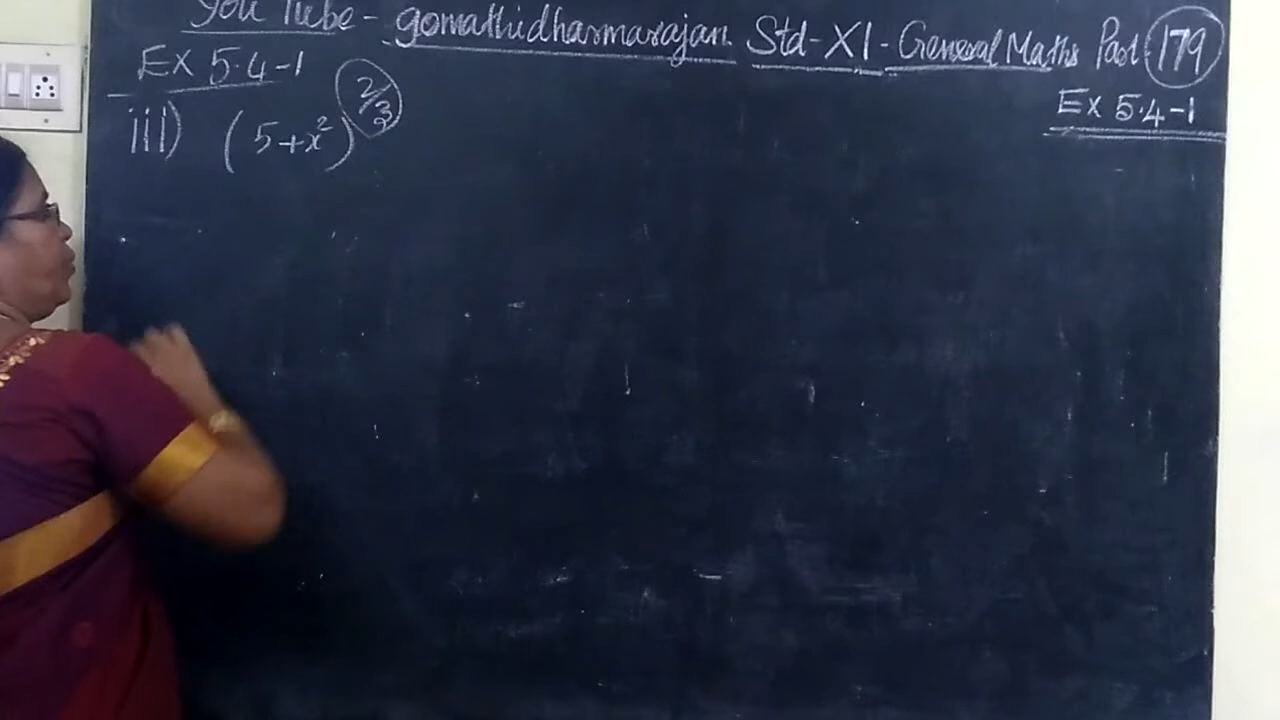 You Tube - gomathidharmarajan Std-XI - General Maths Part 179
Ex 5.4-1
Ex 5.4-1
iii) (5+x²)^2/3